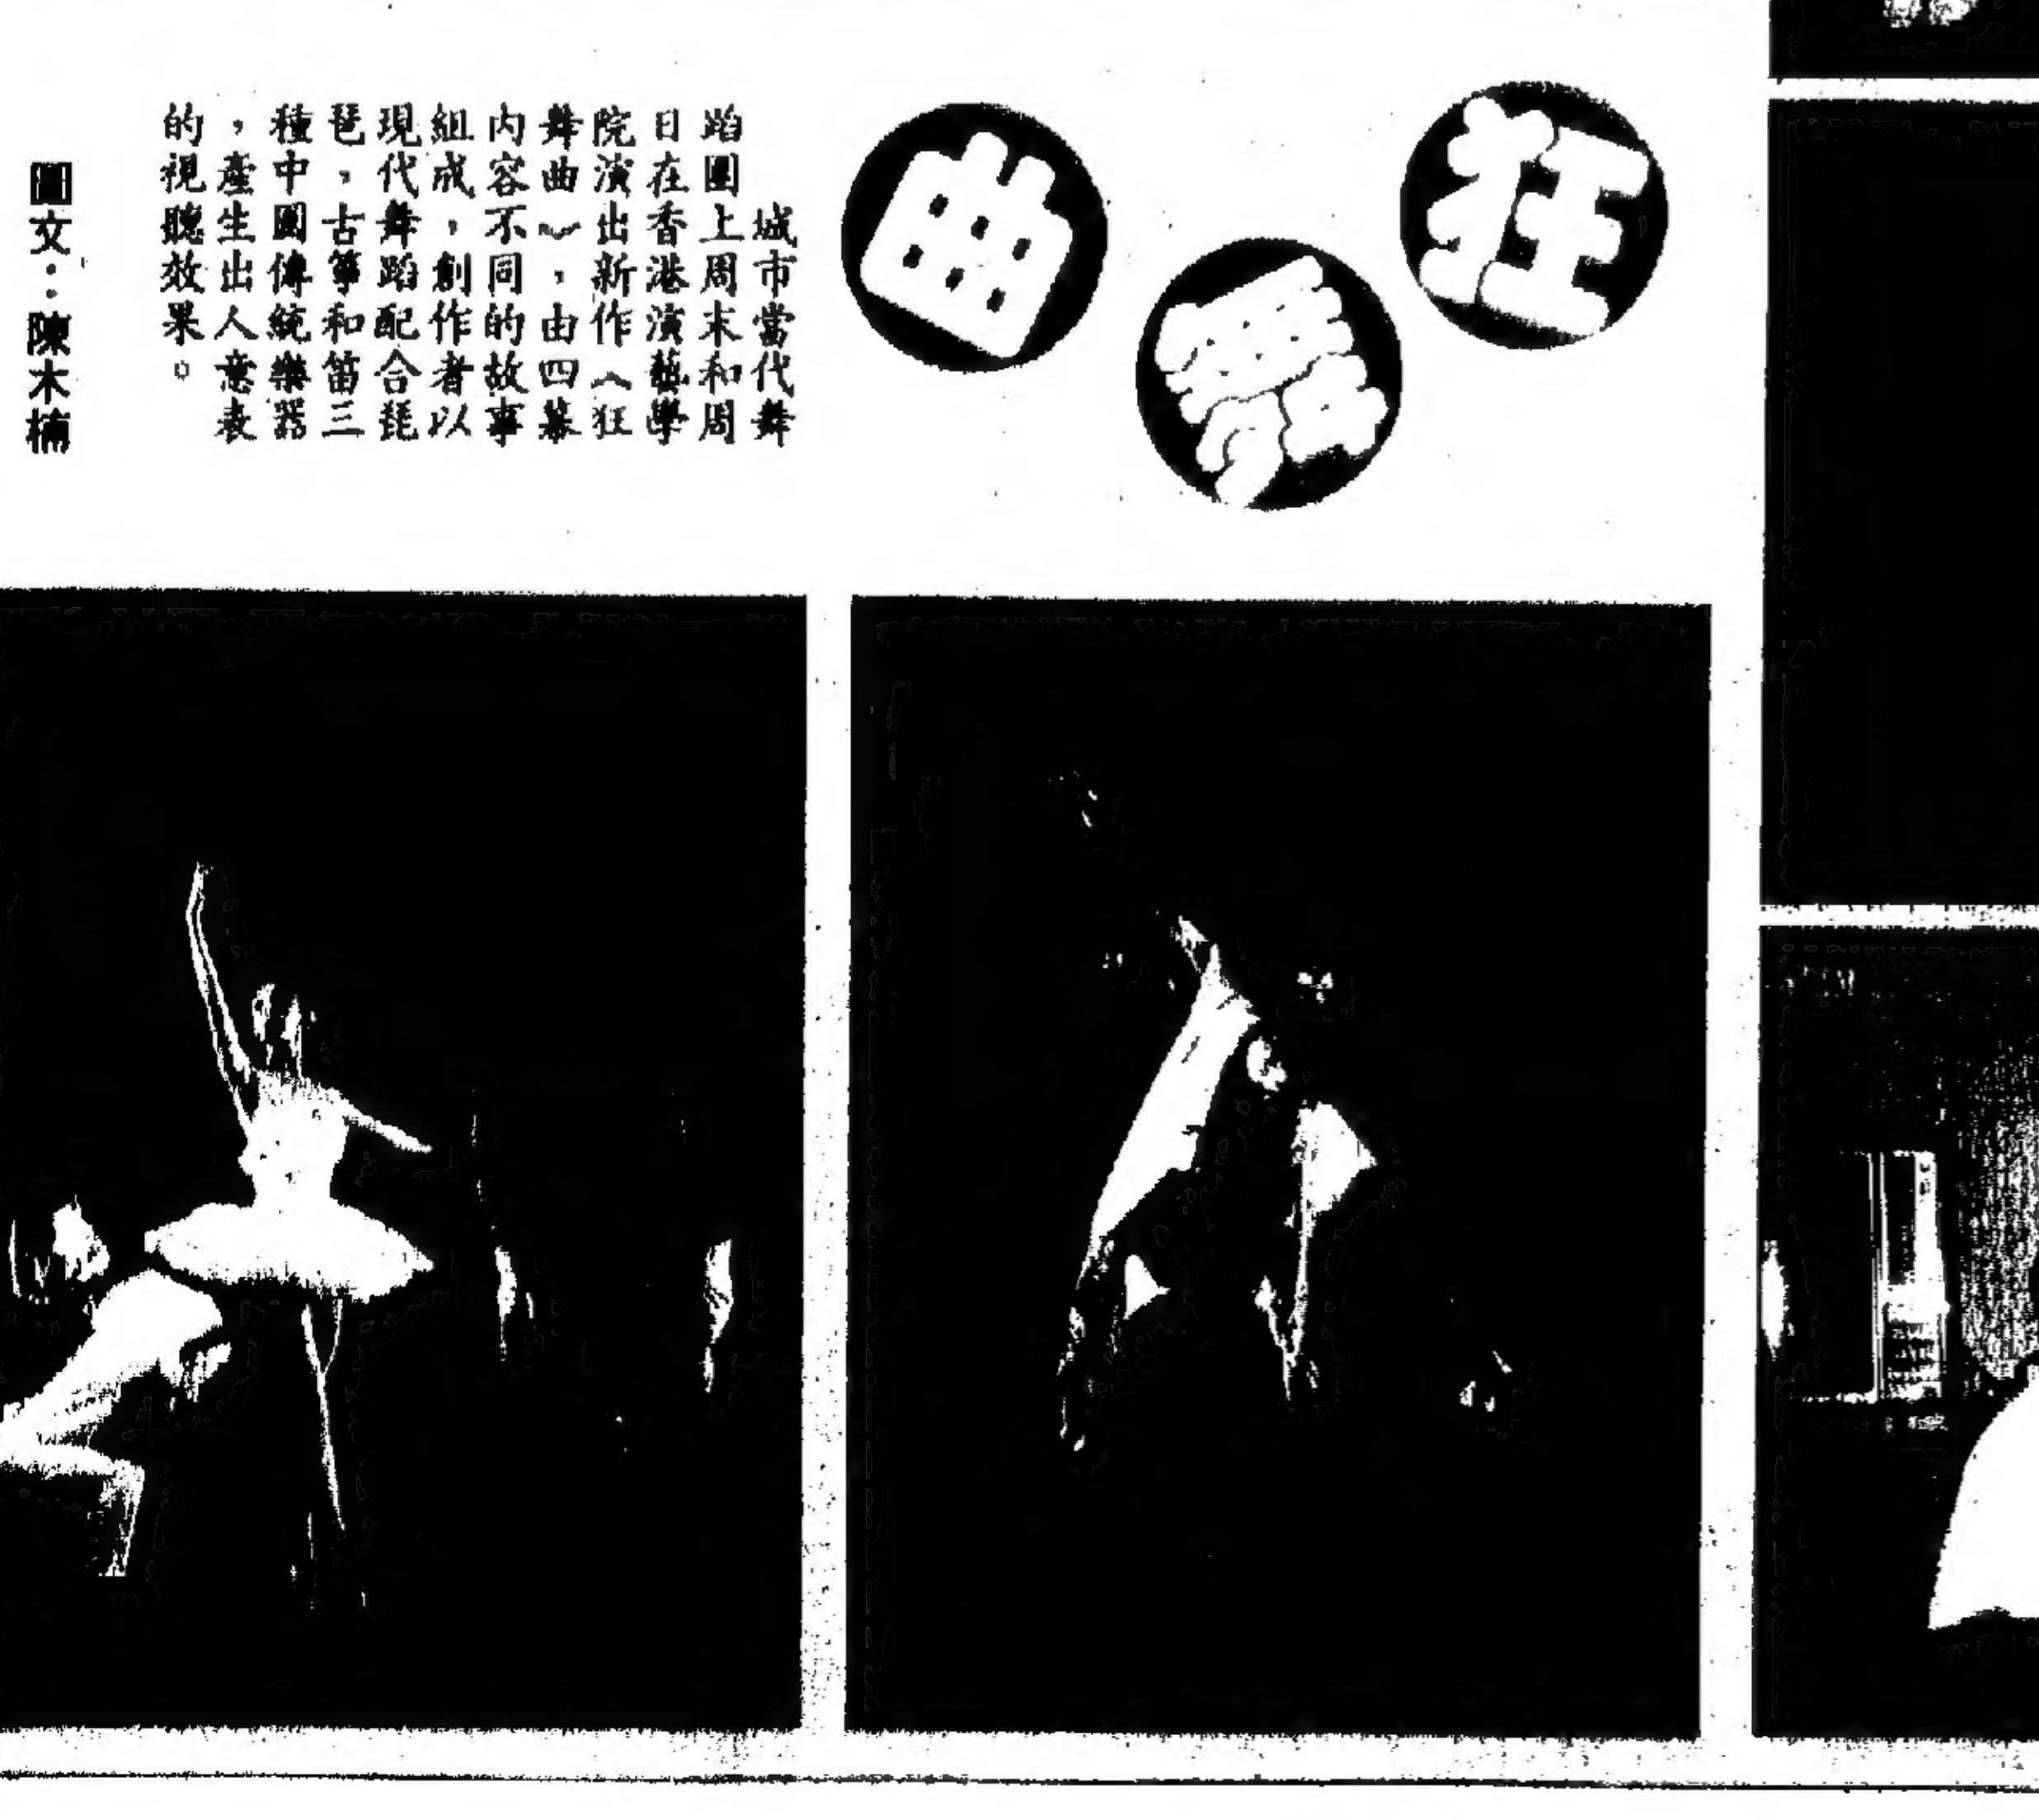 狂
舞
曲
城市當代舞
蹈團上周末和周
日在香港演藝學
院演出新作《狂
舞曲》，由四幕
內容不同的故事
組成，創作者以
現代舞蹈配合琵
琶，古箏和笛三
種中國傳統樂器
，產生出人意表
的視聽效果。
圖文：陳木楠